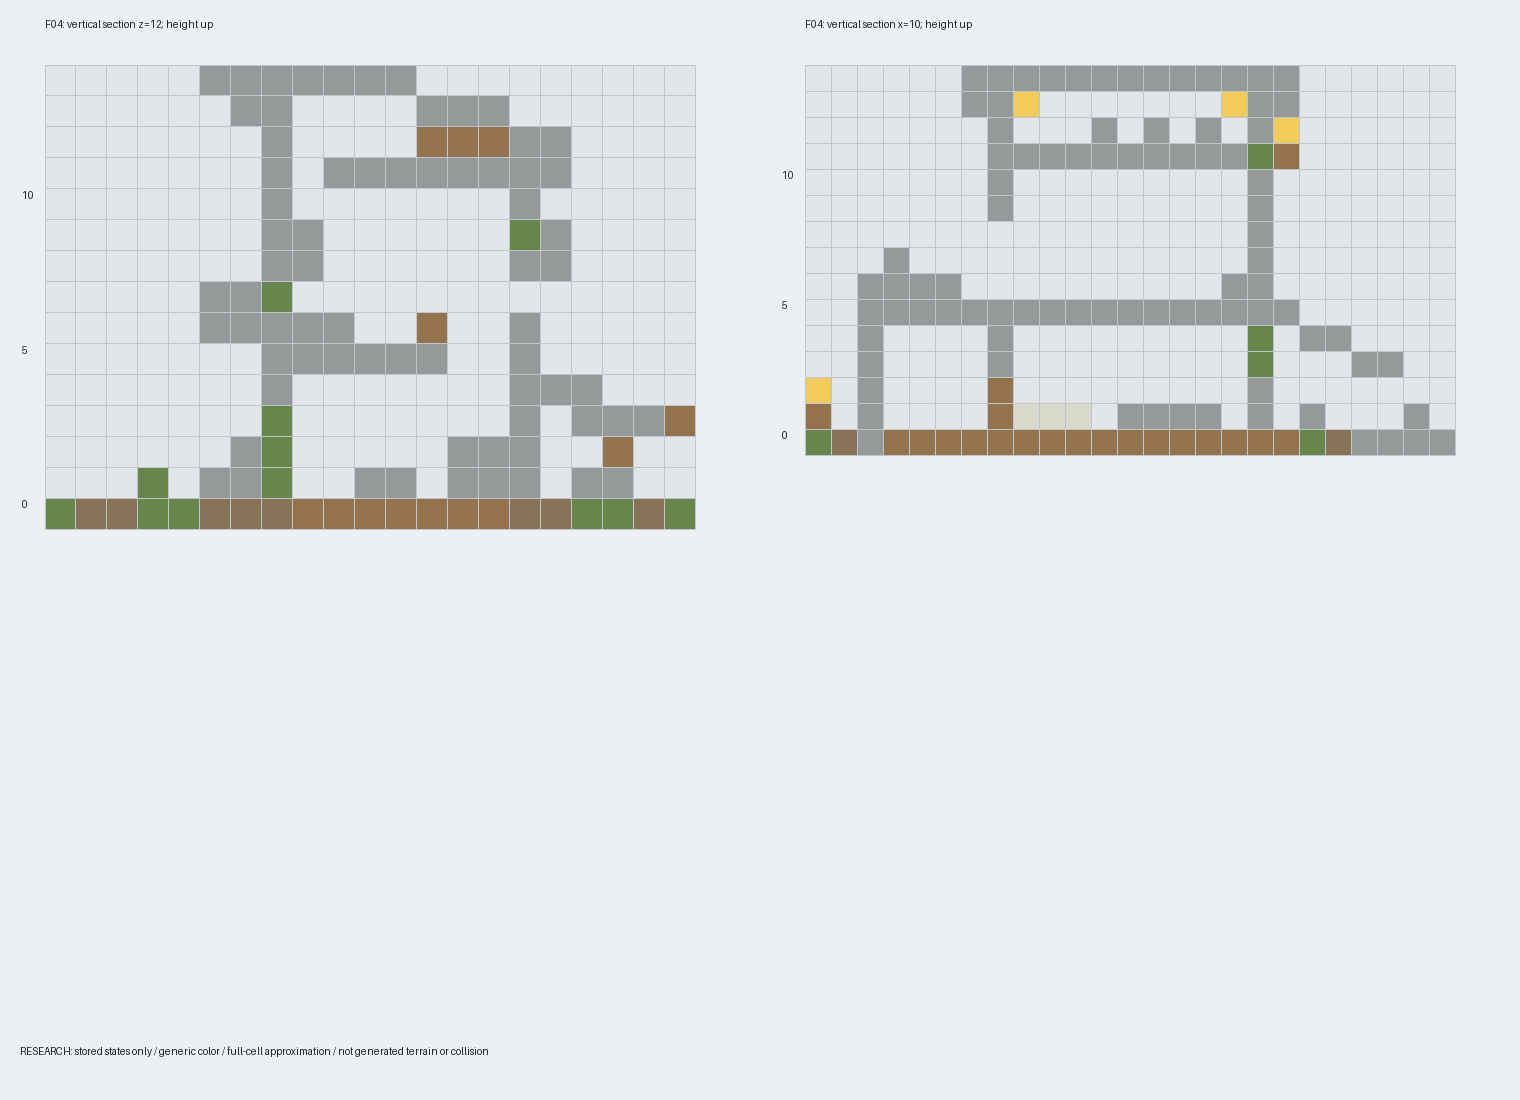 F04: vertical section z=12; height up
F04: vertical section x=10; height up
10
5
0
10
5
0
RESEARCH: stored states only / generic color / full-cell approximation / not generated terrain or collision